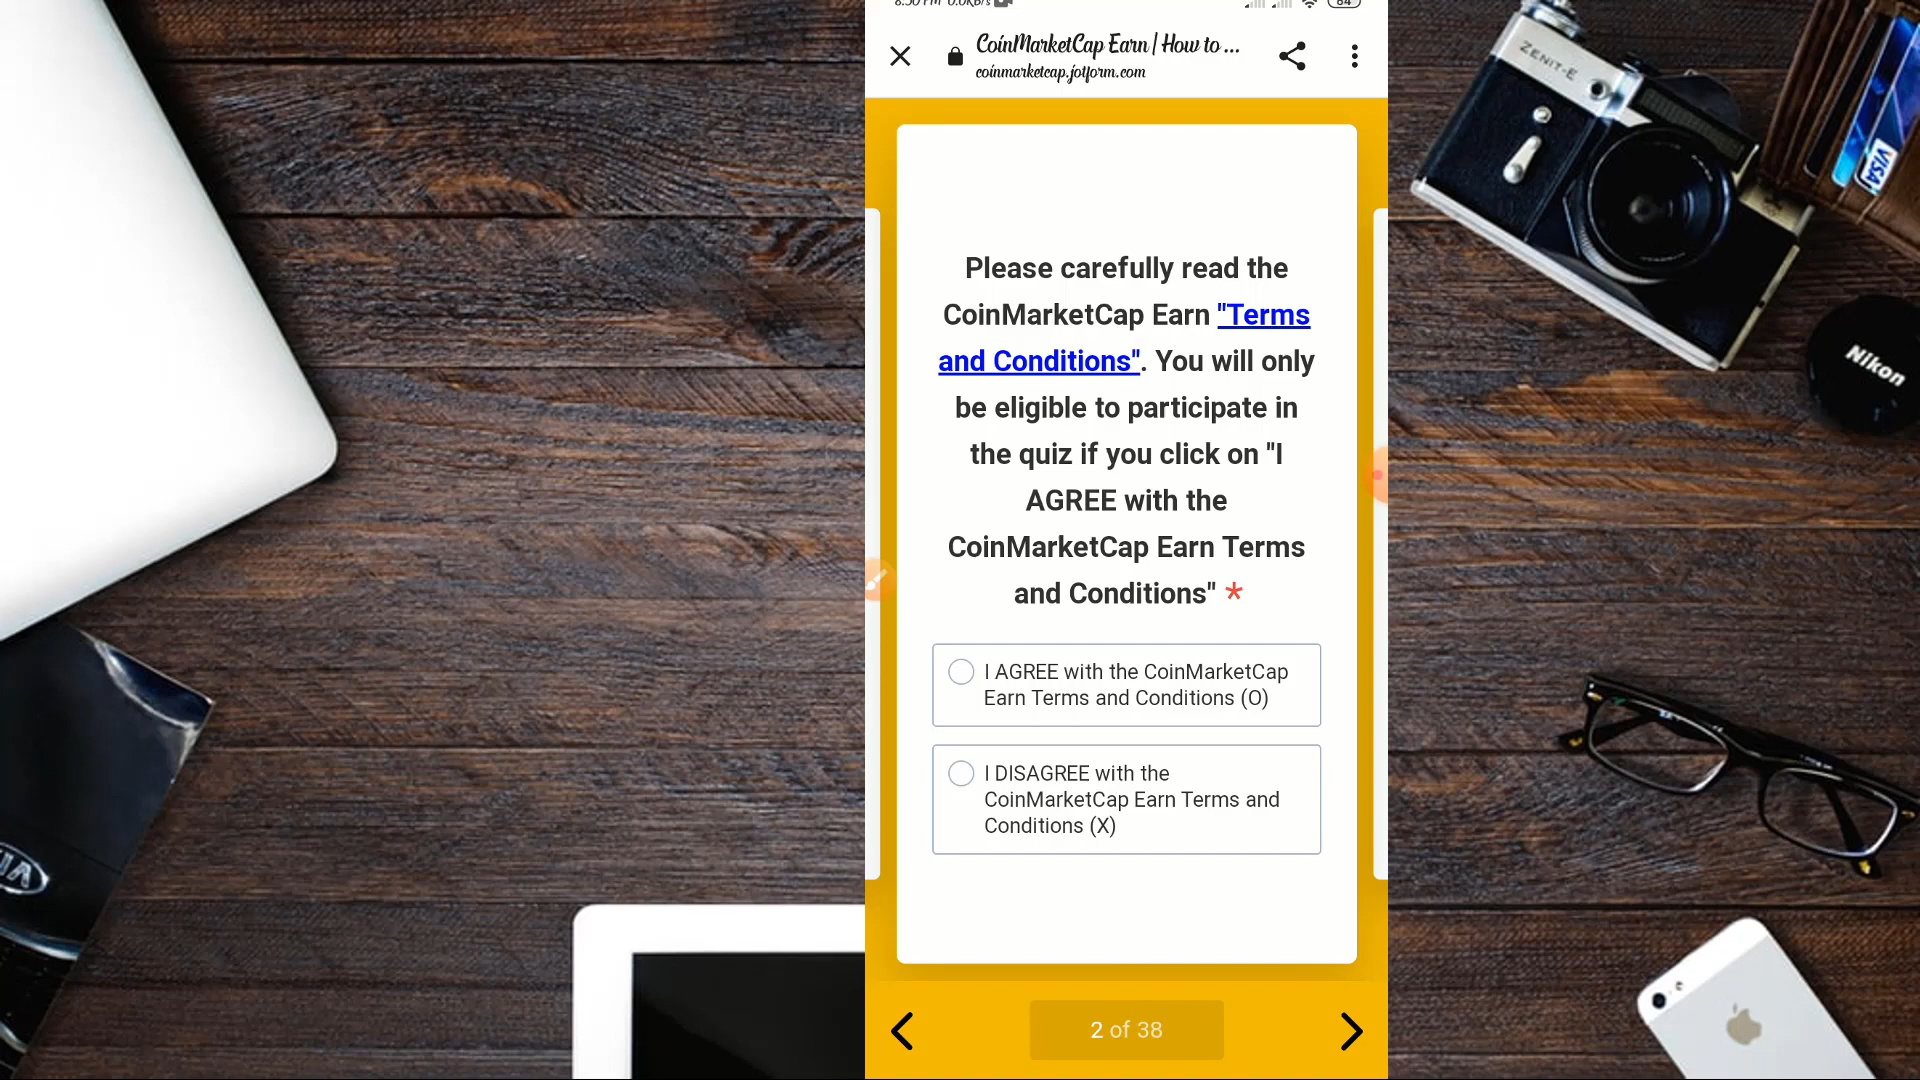 CoinMarketCap Earn | How to ...
coinmarketcap.jotform.com
64
ZENIT-E
VISA
Nikon
Please carefully read the
CoinMarketCap Earn "Terms
and Conditions". You will only
be eligible to participate in
the quiz if you click on "I
AGREE with the
CoinMarketCap Earn Terms
and Conditions" *
I AGREE with the CoinMarketCap
Earn Terms and Conditions (O)
I DISAGREE with the
CoinMarketCap Earn Terms and
Conditions (X)
2 of 38